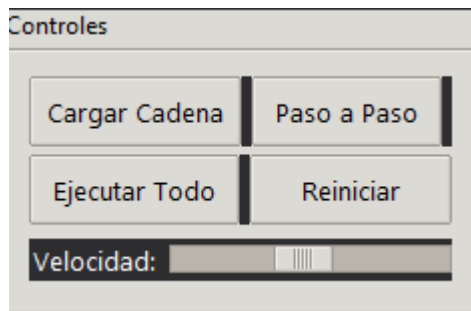 Controles
Cargar Cadena Paso a Paso
Ejecutar Todo Reiniciar
Velocidad: